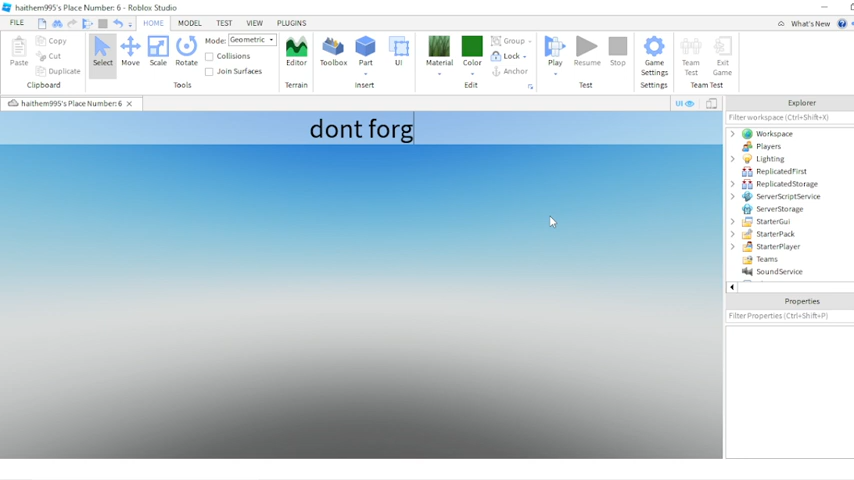 haithem995's Place Number: 6 - Roblox Studio
FILE HOME MODEL TEST VIEW PLUGINS What's New
Paste Copy Cut Duplicate Clipboard
Select Move Scale Rotate Tools
Mode: Geometric
Collisions
Join Surfaces
Editor Terrain
Toolbox Part UI Insert
Material Color Group Lock Anchor Edit
Play Resume Stop Test
Game Settings Settings
Team Test Exit Game Team Test
haithem995's Place Number: 6
UI
dont forg
Explorer
Filter workspace (Ctrl+Shift+X)
Workspace
Players
Lighting
ReplicatedFirst
ReplicatedStorage
ServerScriptService
ServerStorage
StarterGui
StarterPack
StarterPlayer
Teams
SoundService
Properties
Filter Properties (Ctrl+Shift+P)